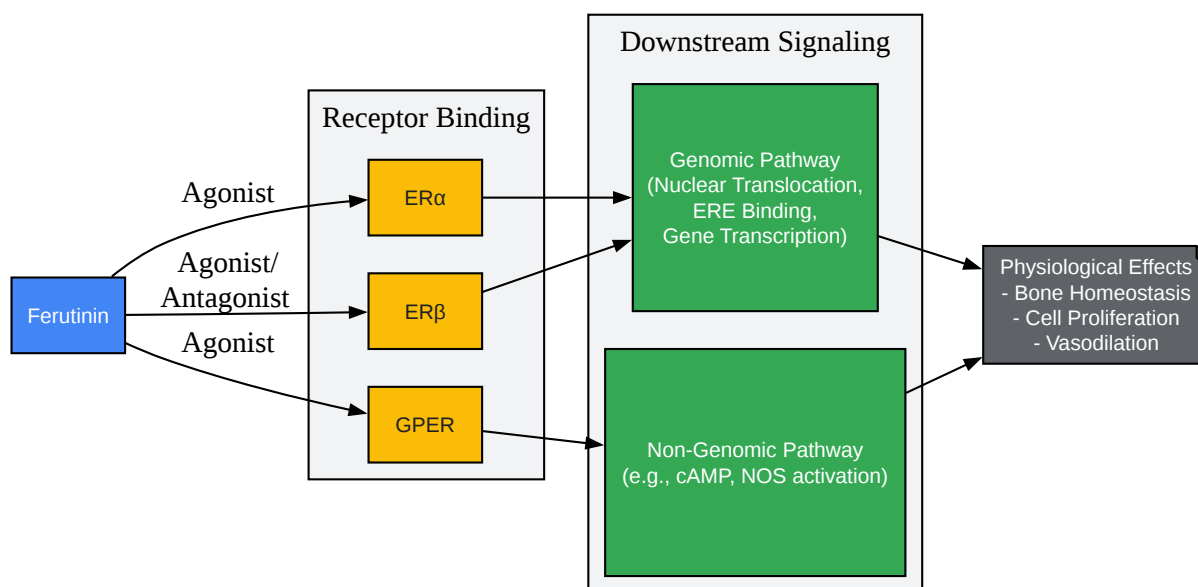 Downstream Signaling
Receptor Binding
Genomic Pathway
(Nuclear Translocation,
ERE Binding,
Gene Transcription)
Agonist
ERα
Agonist/
Antagonist
Ferutinin
ERβ
Physiological Effects
- Bone Homeostasis
- Cell Proliferation
- Vasodilation
Agonist
GPER
Non-Genomic Pathway
(e.g., cAMP, NOS activation)